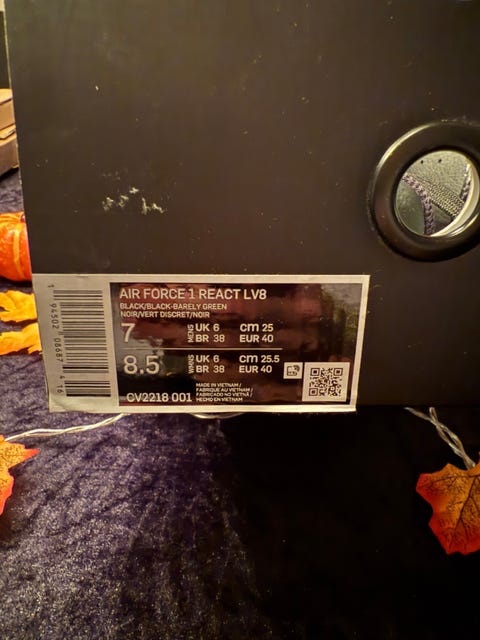 AIR FORCE 1 REACT LV8
BLACK/BLACK-BARELY GREEN
NOIR/VERT DISCRET/NOIR
7 MENS UK 6 cm 25
BR 38 EUR 40
8.5 WMNS UK 6 cm 25.5
BR 38 EUR 40
MADE IN VIETNAM /
FABRIQUE AU VIETNAM /
FABRICADO NO VIETNÃ /
HECHO EN VIETNAM
CV2218 001